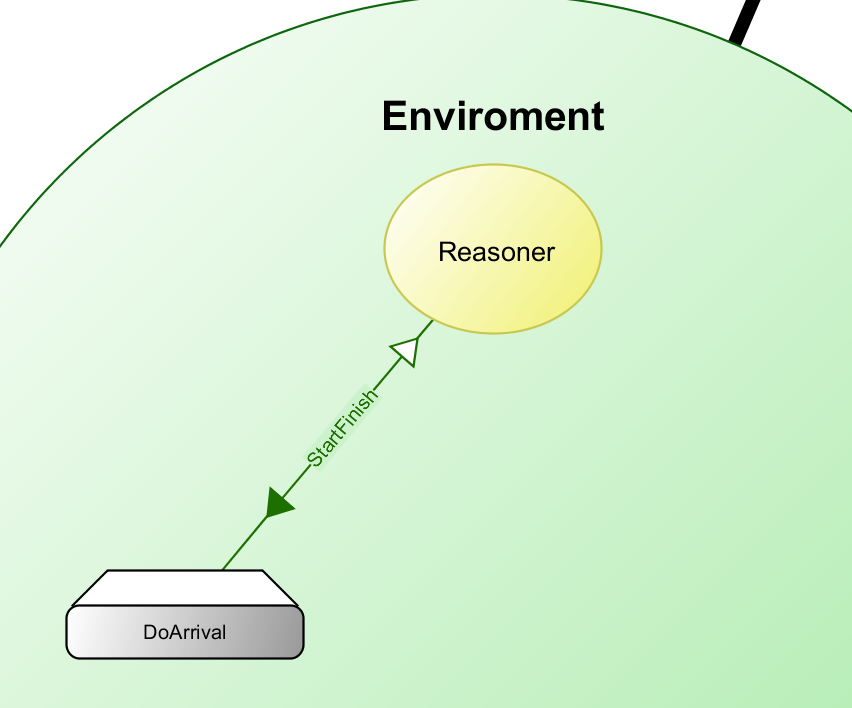 Enviroment
Reasoner
StartFinish
DoArrival